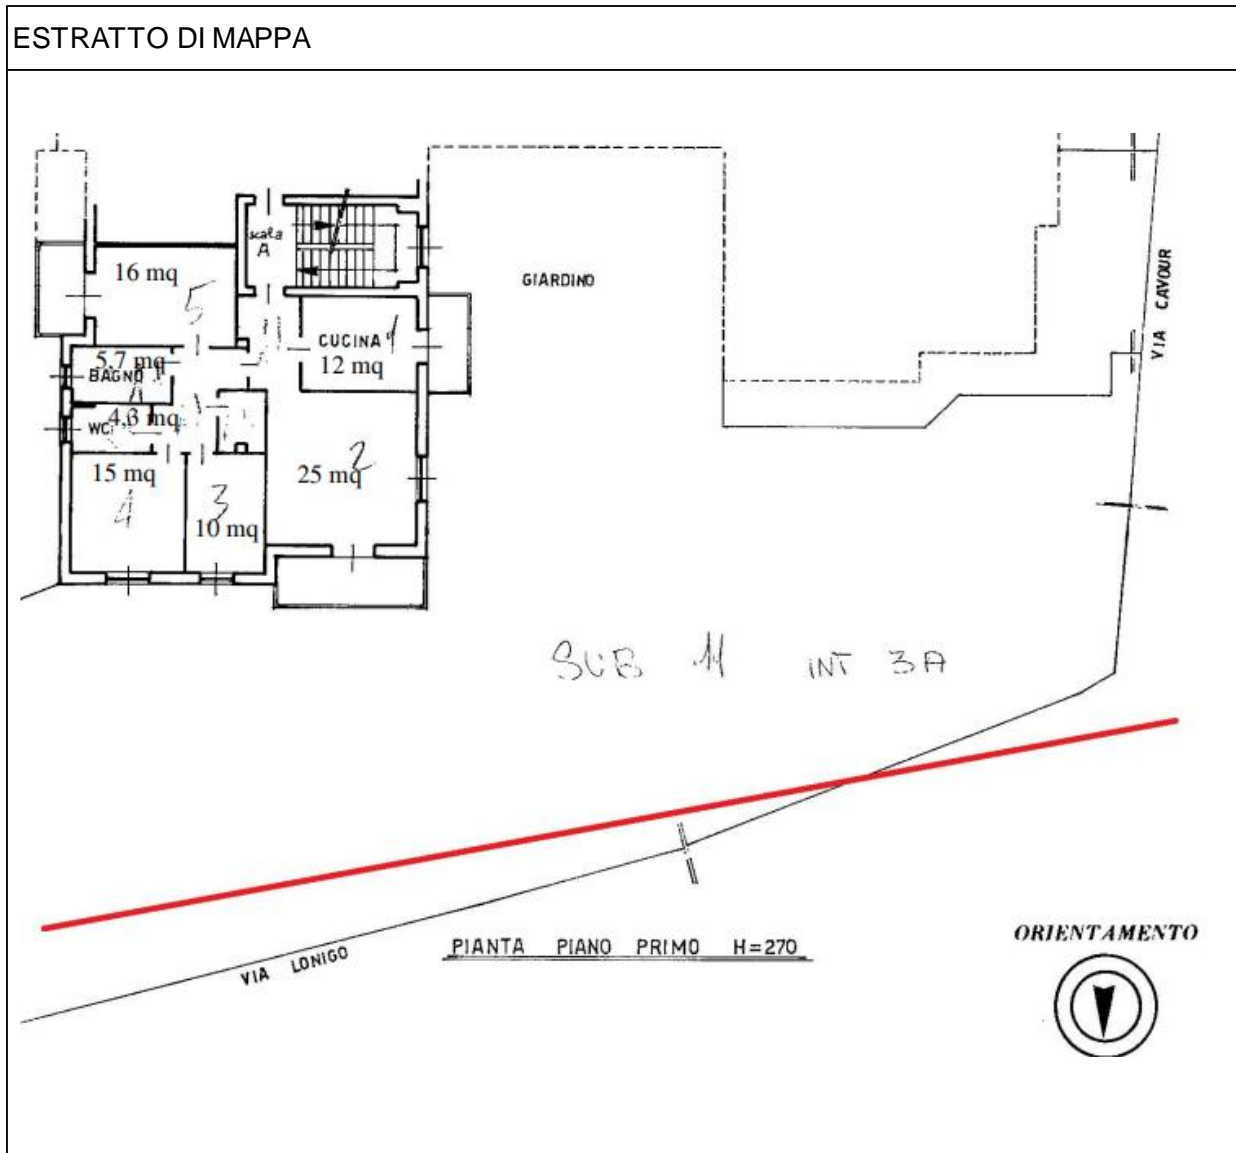 ESTRATTO DI MAPPA
scala
A
16 mq
5
GIARDINO
VIA CAVOUR
CUCINA 1
12 mq
5,7 mq
BAGNO
4,3 mq
WC
15 mq
4
3
10 mq
25 mq 2
SUB 11 INT 3A
PIANTA PIANO PRIMO H=270
VIA LONIGO
ORIENTAMENTO